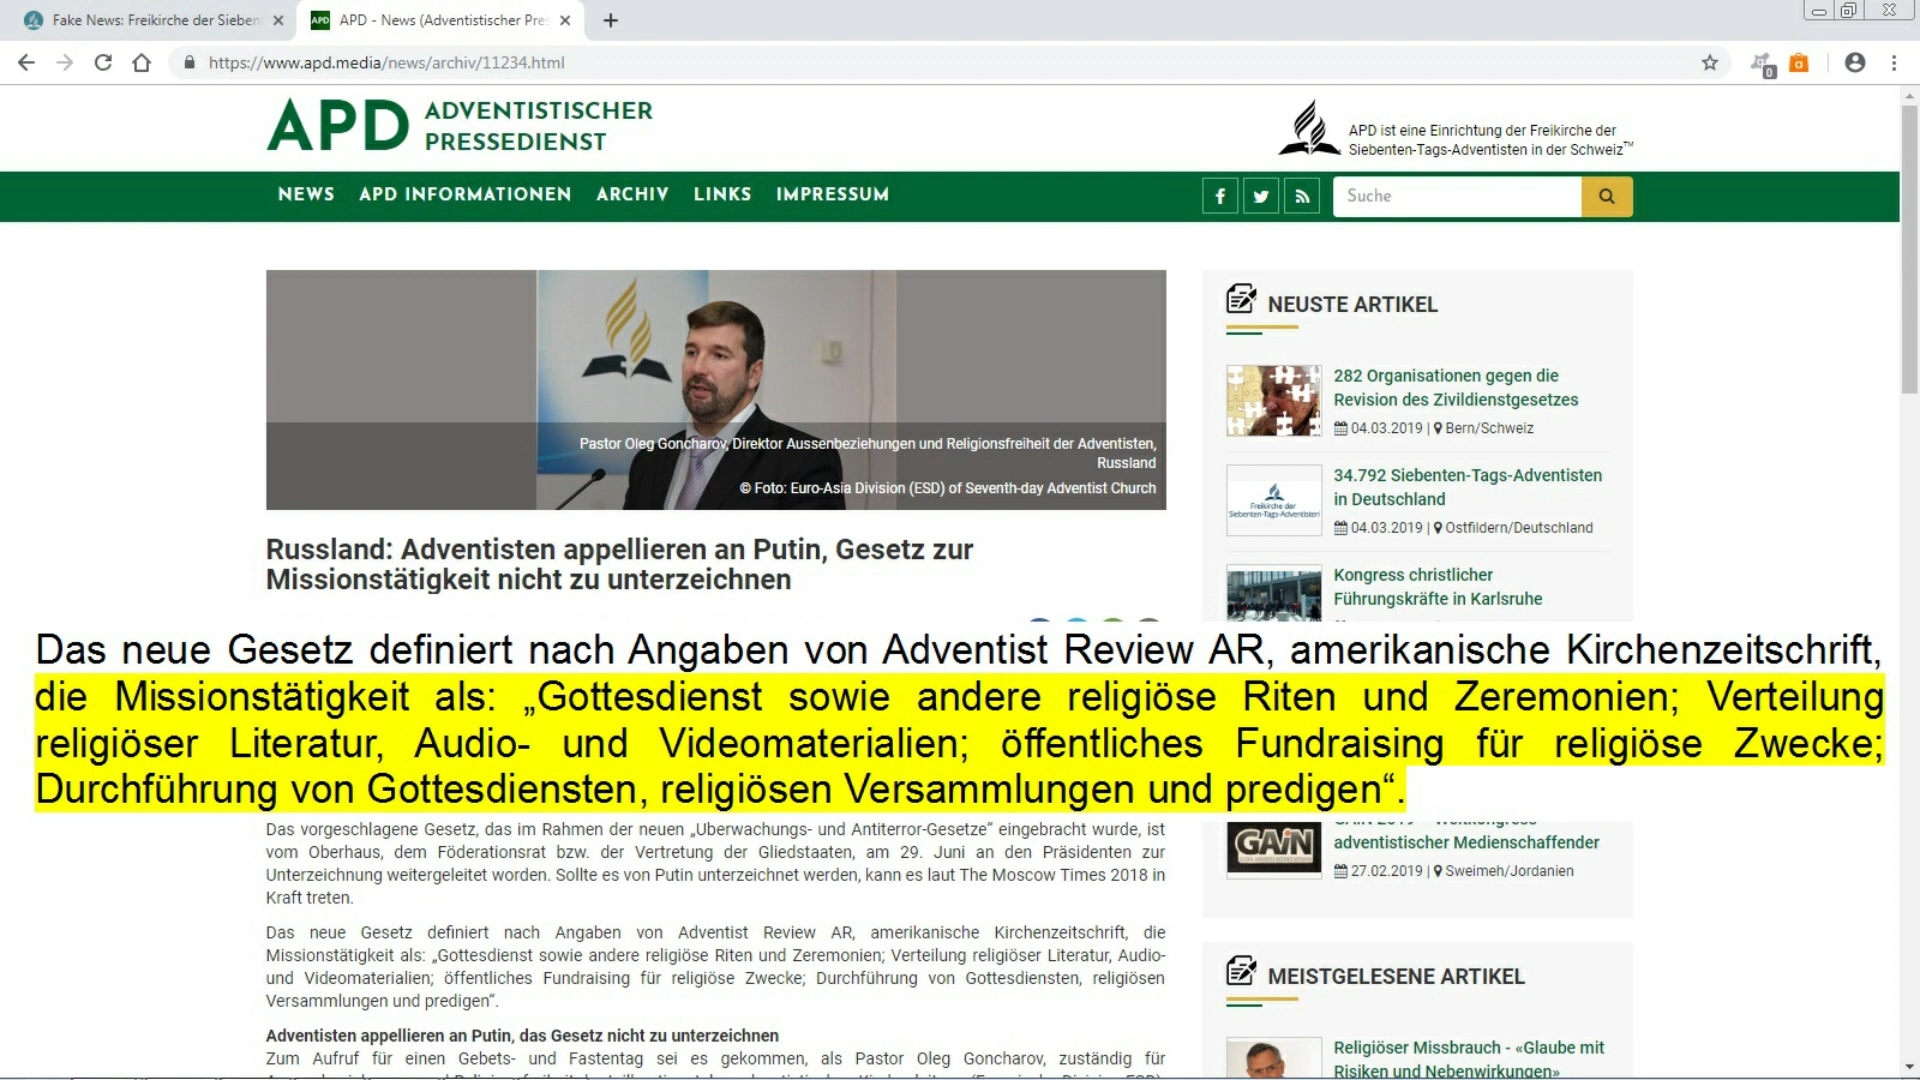 Fake News: Freikirche der Sieben
APD - News (Adventistischer Pres
https://www.apd.media/news/archiv/11234.html
0
APD
ADVENTISTISCHER
PRESSEDIENST
APD ist eine Einrichtung der Freikirche der
Siebenten-Tags-Adventisten in der Schweiz™
NEWS APD INFORMATIONEN ARCHIV LINKS IMPRESSUM
Suche
Pastor Oleg Goncharov, Direktor Aussenbeziehungen und Religionsfreiheit der Adventisten,
Russland
© Foto: Euro-Asia Division (ESD) of Seventh-day Adventist Church
Russland: Adventisten appellieren an Putin, Gesetz zur
Missionstätigkeit nicht zu unterzeichnen
Das neue Gesetz definiert nach Angaben von Adventist Review AR, amerikanische Kirchenzeitschrift,
die Missionstätigkeit als: „Gottesdienst sowie andere religiöse Riten und Zeremonien; Verteilung
religiöser Literatur, Audio- und Videomaterialien; öffentliches Fundraising für religiöse Zwecke;
Durchführung von Gottesdiensten, religiösen Versammlungen und predigen“.
Das vorgeschlagene Gesetz, das im Rahmen der neuen „Überwachungs- und Antiterror-Gesetze“ eingebracht wurde, ist
vom Oberhaus, dem Föderationsrat bzw. der Vertretung der Gliedstaaten, am 29. Juni an den Präsidenten zur
Unterzeichnung weitergeleitet worden. Sollte es von Putin unterzeichnet werden, kann es laut The Moscow Times 2018 in
Kraft treten.
Das neue Gesetz definiert nach Angaben von Adventist Review AR, amerikanische Kirchenzeitschrift, die
Missionstätigkeit als: „Gottesdienst sowie andere religiöse Riten und Zeremonien; Verteilung religiöser Literatur, Audio-
und Videomaterialien; öffentliches Fundraising für religiöse Zwecke; Durchführung von Gottesdiensten, religiösen
Versammlungen und predigen“.
Adventisten appellieren an Putin, das Gesetz nicht zu unterzeichnen
Zum Aufruf für einen Gebets- und Fastentag sei es gekommen, als Pastor Oleg Goncharov, zuständig für
NEUSTE ARTIKEL
282 Organisationen gegen die
Revision des Zivildienstgesetzes
04.03.2019 | Bern/Schweiz
Freikirche der
Siebenten-Tags-Adventisten
34.792 Siebenten-Tags-Adventisten
in Deutschland
04.03.2019 | Ostfildern/Deutschland
Kongress christlicher
Führungskräfte in Karlsruhe
GAiN
adventistischer Medienschaffender
27.02.2019 | Sweimeh/Jordanien
MEISTGELESENE ARTIKEL
Religiöser Missbrauch - «Glaube mit
Risiken und Nebenwirkungen»